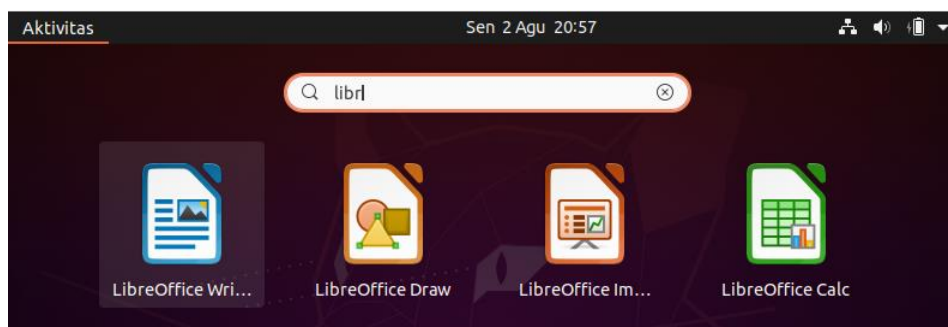 Aktivitas Sen 2 Agu 20:57
libr
LibreOffice Wri... LibreOffice Draw LibreOffice Im... LibreOffice Calc